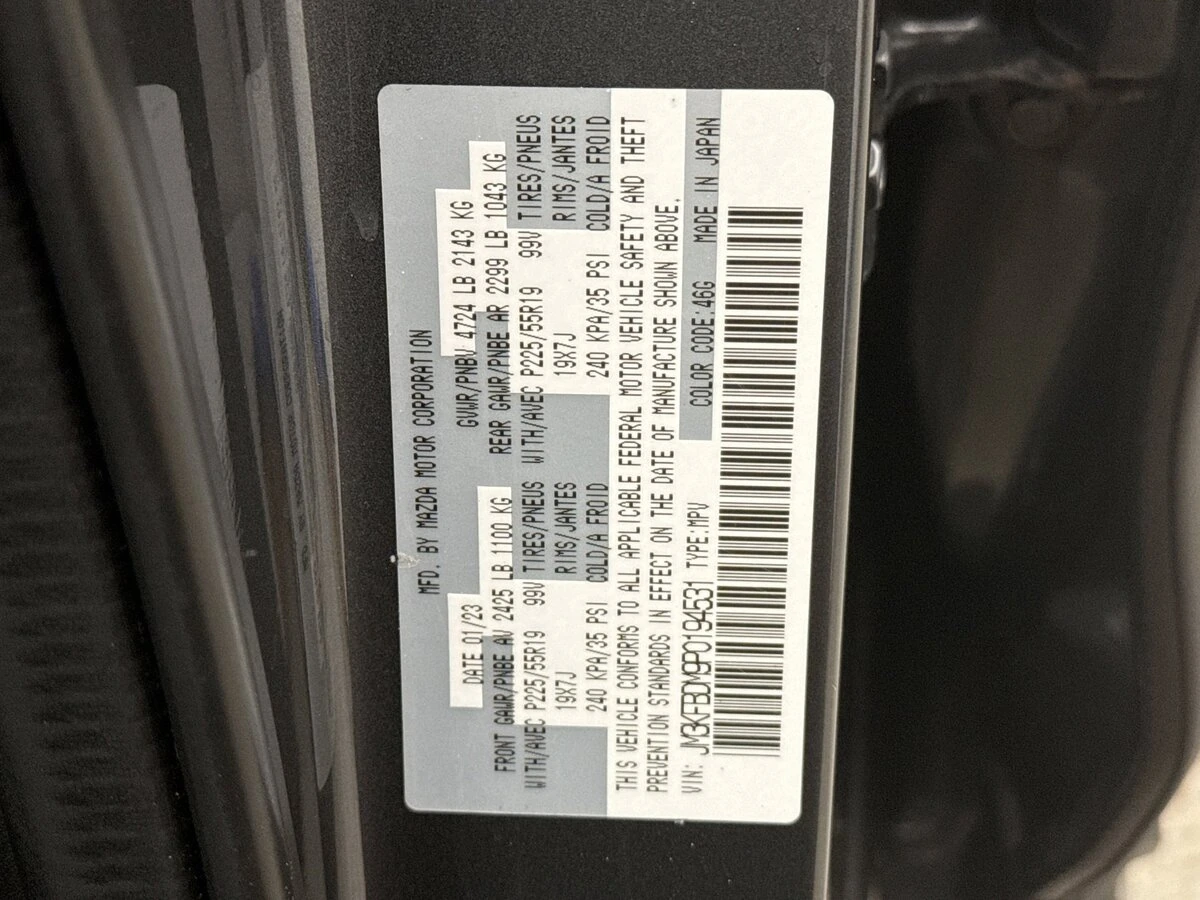 MFD. BY MAZDA MOTOR CORPORATION
DATE 01/23 GVWR/PNBV 4724 LB 2143 KG
FRONT GAWR/PNBE AV 2425 LB 1100 KG REAR GAWR/PNBE AR 2299 LB 1043 KG
WITH/AVEC P225/55R19 99V TIRES/PNEUS WITH/AVEC P225/55R19 99V TIRES/PNEUS
19X7J RIMS/JANTES 19X7J RIMS/JANTES
240 KPA/35 PSI COLD/A FROID 240 KPA/35 PSI COLD/A FROID
THIS VEHICLE CONFORMS TO ALL APPLICABLE FEDERAL MOTOR VEHICLE SAFETY AND THEFT
PREVENTION STANDARDS IN EFFECT ON THE DATE OF MANUFACTURE SHOWN ABOVE.
VIN: JM3KFBDM9P0194531 TYPE:MPV COLOR CODE:46G MADE IN JAPAN